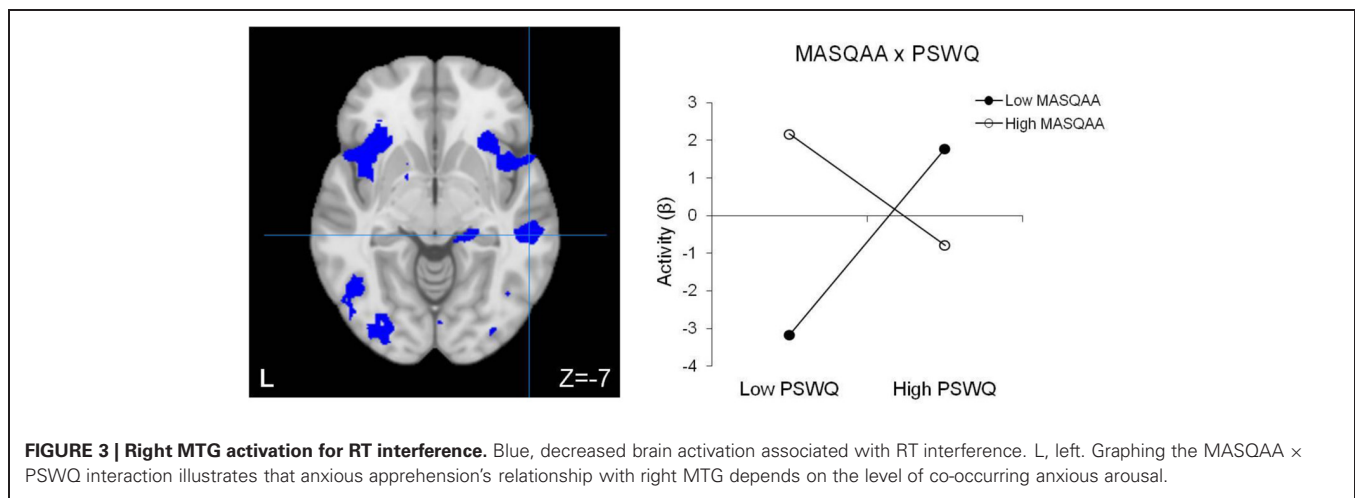 L
Z=-7
MASQAA x PSWQ
Low MASQAA
High MASQAA
3
2
1
0
-1
-2
-3
-4
Activity (β)
Low PSWQ High PSWQ
FIGURE 3 | Right MTG activation for RT interference. Blue, decreased brain activation associated with RT interference. L, left. Graphing the MASQAA ×
PSWQ interaction illustrates that anxious apprehension's relationship with right MTG depends on the level of co-occurring anxious arousal.